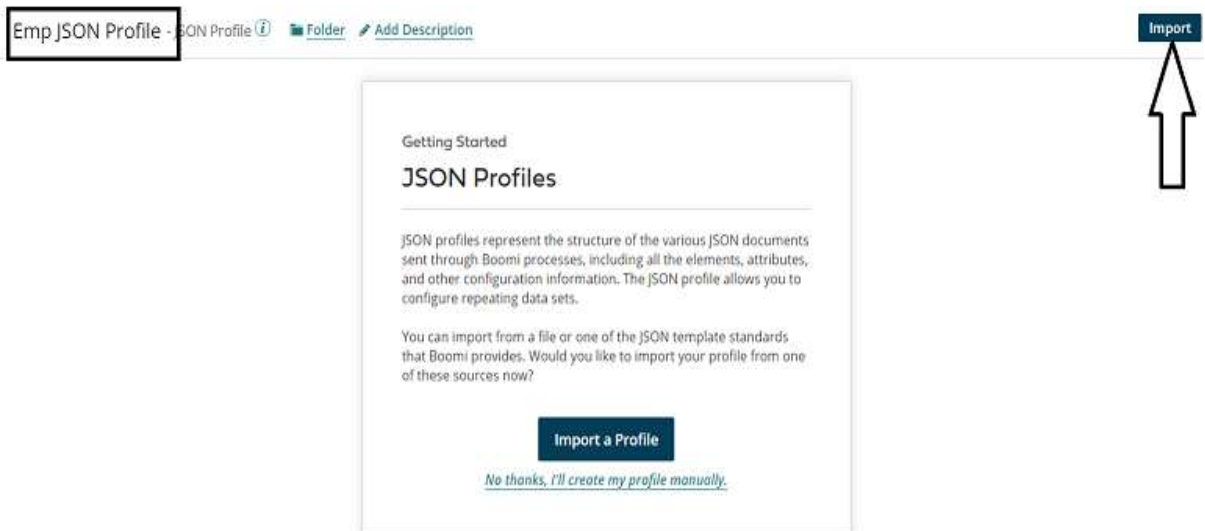 Emp JSON Profile - JSON Profile i Folder Add Description Import
Getting Started
JSON Profiles
JSON profiles represent the structure of the various JSON documents
sent through Boomi processes, including all the elements, attributes,
and other configuration information. The JSON profile allows you to
configure repeating data sets.
You can import from a file or one of the JSON template standards
that Boomi provides. Would you like to import your profile from one
of these sources now?
Import a Profile
No thanks, I'll create my profile manually.